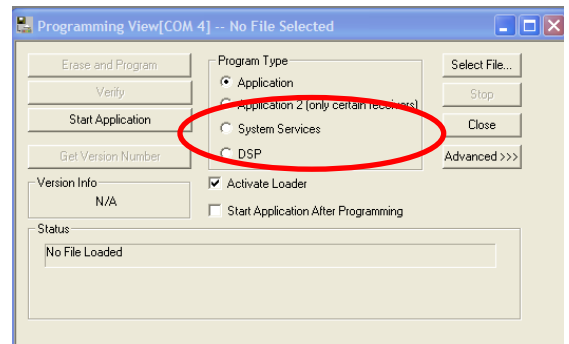 Programming View[COM 4] -- No File Selected
Erase and Program
Verify
Start Application
Get Version Number
Version Info
N/A
Program Type
Application
Application 2 (only certain receivers)
System Services
DSP
Activate Loader
Start Application After Programming
Select File...
Stop
Close
Advanced >>>
Status
No File Loaded